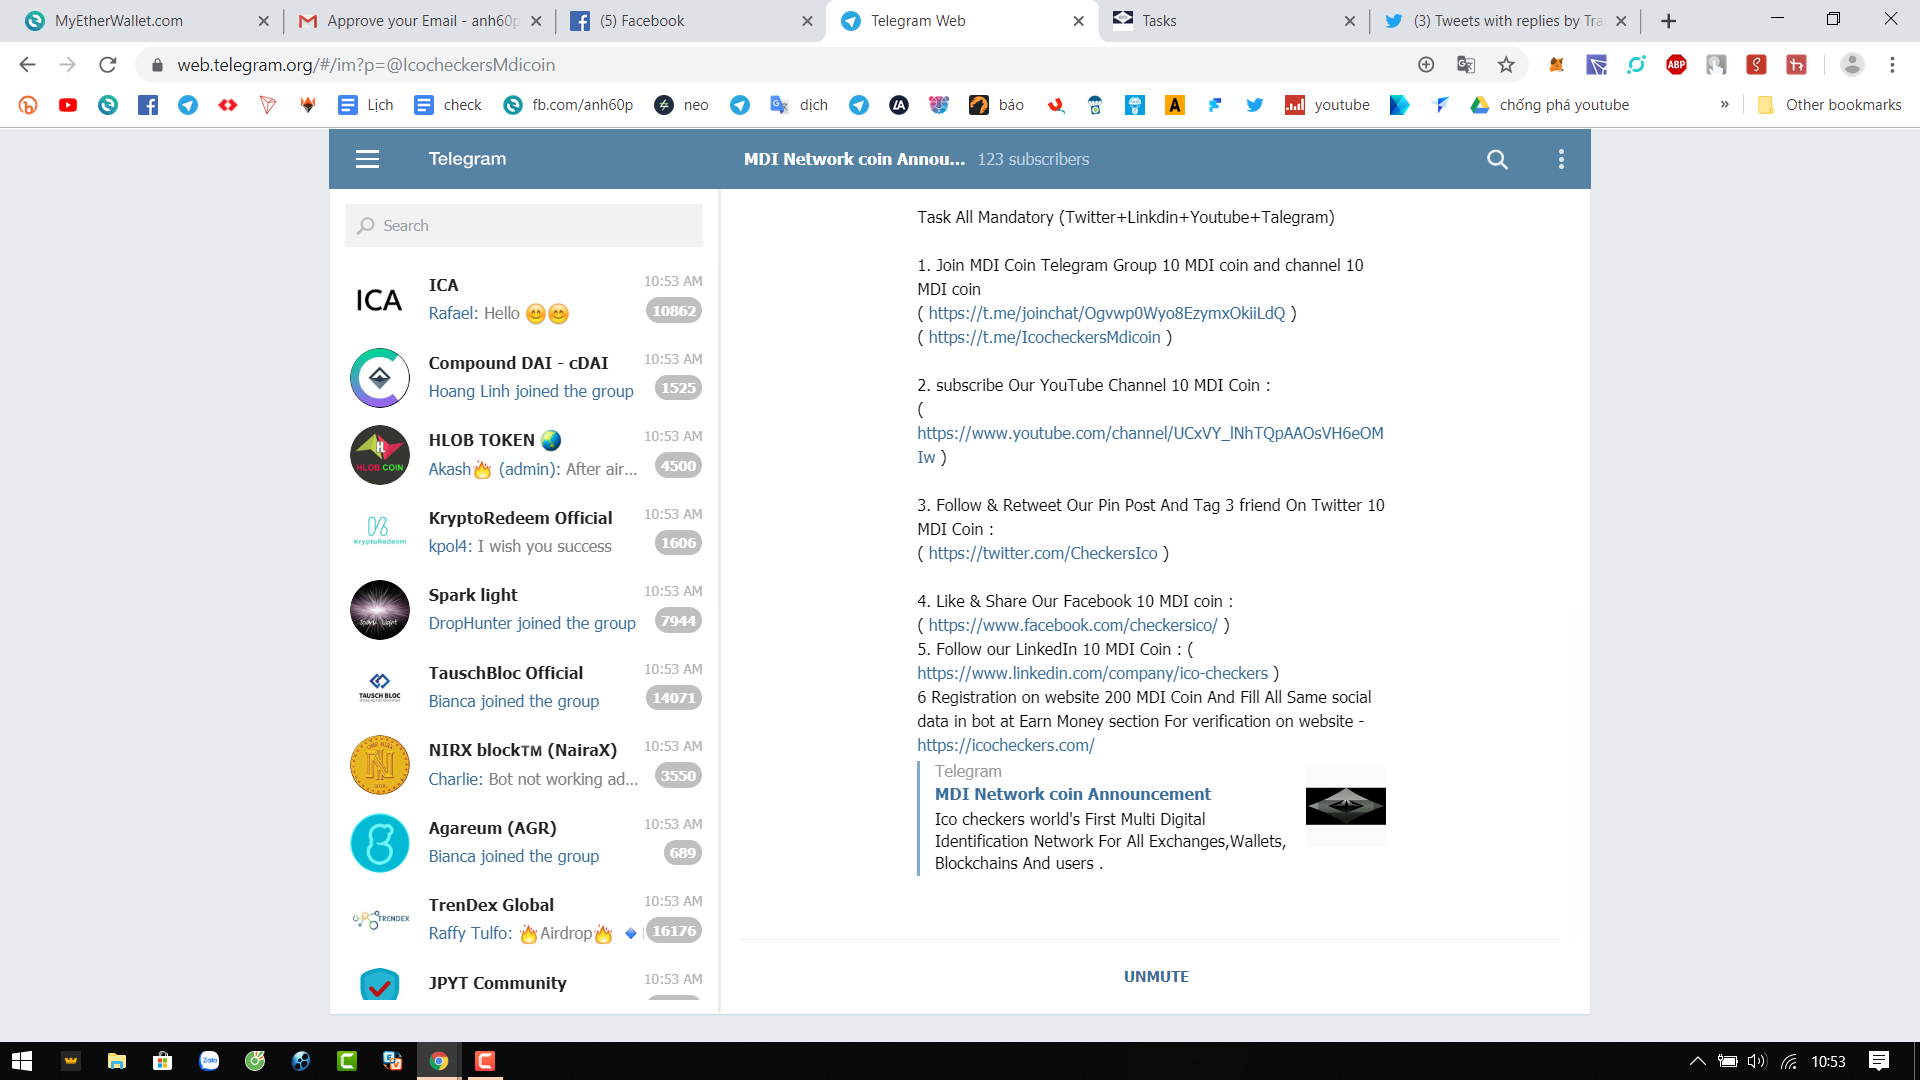 MyEtherWallet.com
Approve your Email - anh60p
(5) Facebook
Telegram Web
Tasks
(3) Tweets with replies by Tra
web.telegram.org/#/im?p=@IcocheckersMdicoin
Lịch
check
fb.com/anh60p
neo
dịch
báo
youtube
chống phá youtube
»
Other bookmarks
Telegram
MDI Network coin Annou... 123 subscribers
Search
ICA
ICA
10:53 AM
Rafael: Hello 😊😊
10862
Compound DAI - cDAI
10:53 AM
Hoang Linh joined the group
1525
HLOB COIN
HLOB TOKEN 🌏
10:53 AM
Akash🔥 (admin): After air...
4500
KryptoRedeem
KryptoRedeem Official
10:53 AM
kpol4: I wish you success
1606
Spark light
10:53 AM
DropHunter joined the group
7944
TAUSCH BLOC
TauschBloc Official
10:53 AM
Bianca joined the group
14071
NIRX block™ (NairaX)
10:53 AM
Charlie: Bot not working ad...
3550
Agareum (AGR)
10:53 AM
Bianca joined the group
689
TRENDEX
TrenDex Global
10:53 AM
Raffy Tulfo: 🔥Airdrop🔥 🔹
16176
JPYT Community
10:53 AM
Task All Mandatory (Twitter+Linkdin+Youtube+Talegram)
1. Join MDI Coin Telegram Group 10 MDI coin and channel 10
MDI coin
( https://t.me/joinchat/Ogvwp0Wyo8EzymxOkiiLdQ )
( https://t.me/IcocheckersMdicoin )
2. subscribe Our YouTube Channel 10 MDI Coin :
(
https://www.youtube.com/channel/UCxVY_lNhTQpAAOsVH6eOM
Iw )
3. Follow & Retweet Our Pin Post And Tag 3 friend On Twitter 10
MDI Coin :
( https://twitter.com/CheckersIco )
4. Like & Share Our Facebook 10 MDI coin :
( https://www.facebook.com/checkersico/ )
5. Follow our LinkedIn 10 MDI Coin : (
https://www.linkedin.com/company/ico-checkers )
6 Registration on website 200 MDI Coin And Fill All Same social
data in bot at Earn Money section For verification on website -
https://icocheckers.com/
Telegram
MDI Network coin Announcement
Ico checkers world's First Multi Digital
Identification Network For All Exchanges,Wallets,
Blockchains And users .
UNMUTE
10:53